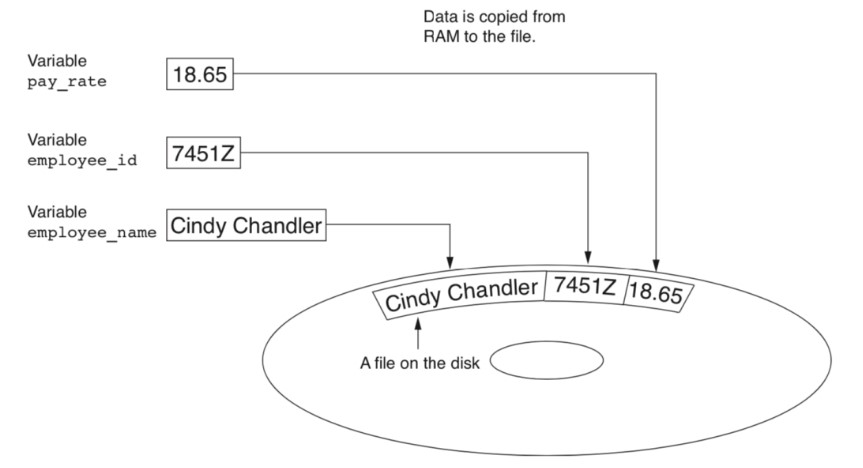 Data is copied from
RAM to the file.
Variable
pay_rate
18.65
Variable
employee_id
7451Z
Variable
employee_name
Cindy Chandler
Cindy Chandler
7451Z
18.65
A file on the disk